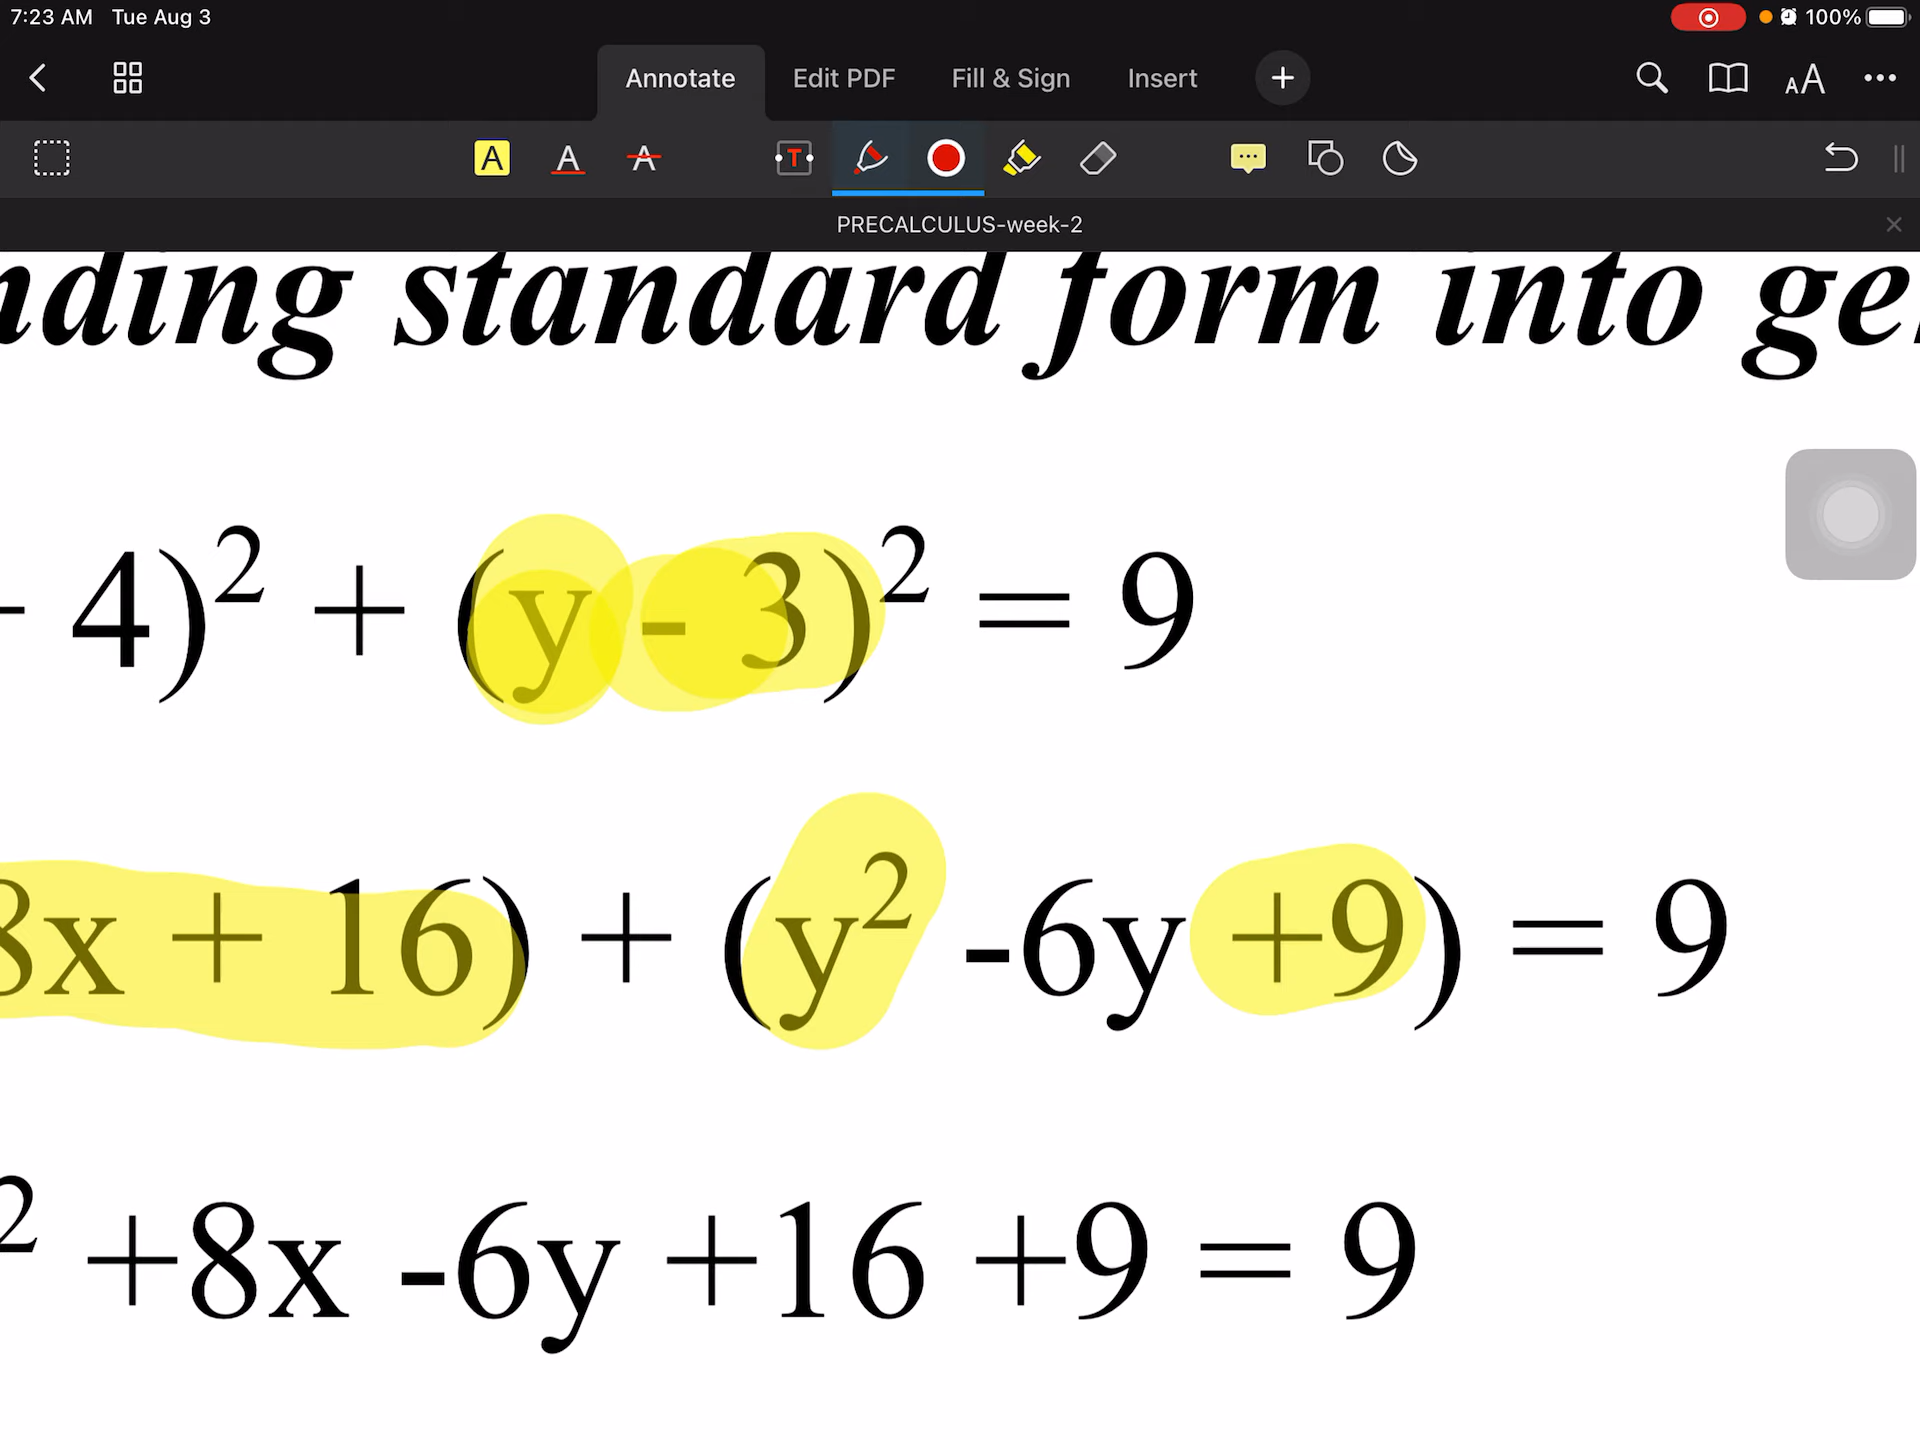 7:23 AM Tue Aug 3 100%
Annotate Edit PDF Fill & Sign Insert
PRECALCULUS-week-2
nding standard form into ge
4)² + (y - 3)² = 9
8x + 16) + (y² -6y +9) = 9
² +8x -6y +16 +9 = 9